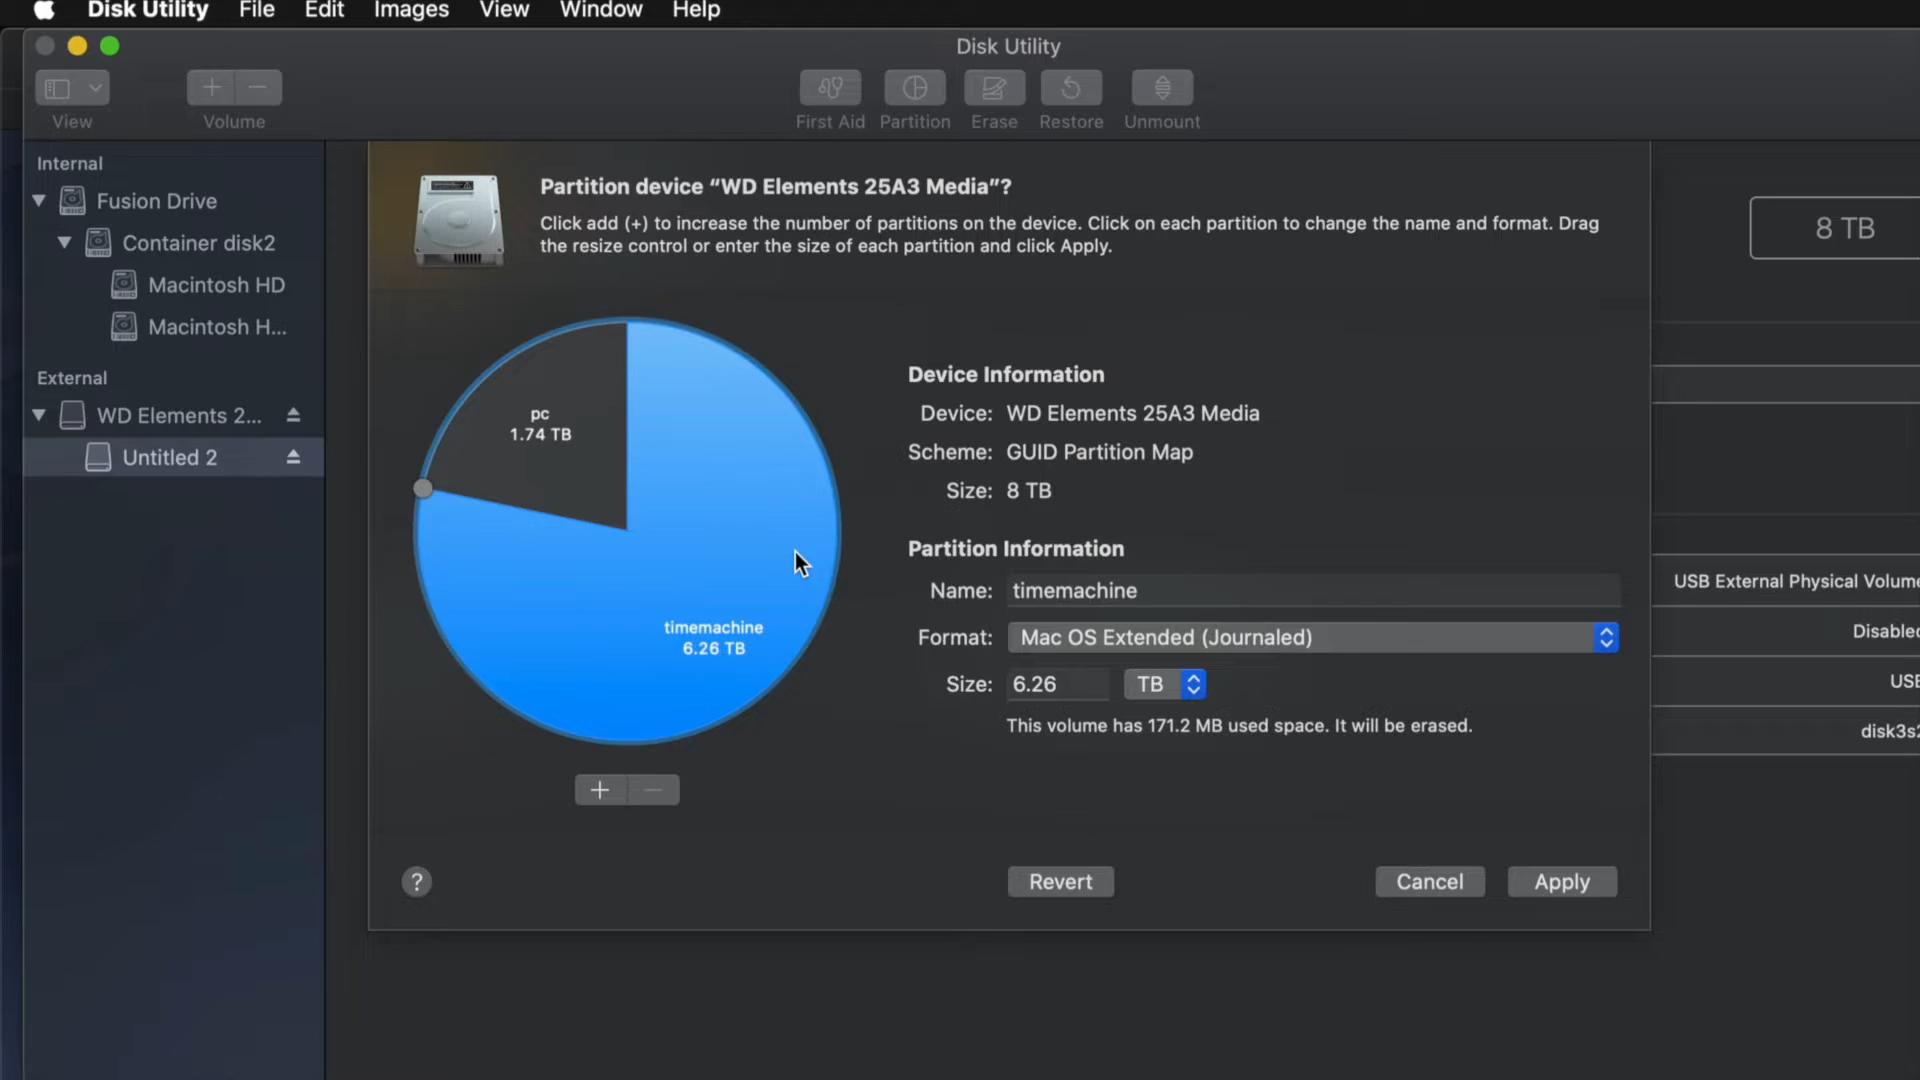 Disk Utility File Edit Images View Window Help
Disk Utility
View Volume First Aid Partition Erase Restore Unmount
Internal
Fusion Drive
Container disk2
Macintosh HD
Macintosh H...
External
WD Elements 2...
Untitled 2
Partition device “WD Elements 25A3 Media”?
Click add (+) to increase the number of partitions on the device. Click on each partition to change the name and format. Drag
the resize control or enter the size of each partition and click Apply.
8 TB
pc
1.74 TB
timemachine
6.26 TB
Device Information
Device: WD Elements 25A3 Media
Scheme: GUID Partition Map
Size: 8 TB
Partition Information
Name: timemachine
Format: Mac OS Extended (Journaled)
Size: 6.26 TB
This volume has 171.2 MB used space. It will be erased.
USB External Physical Volume
Disabled
USB
disk3s2
? Revert Cancel Apply